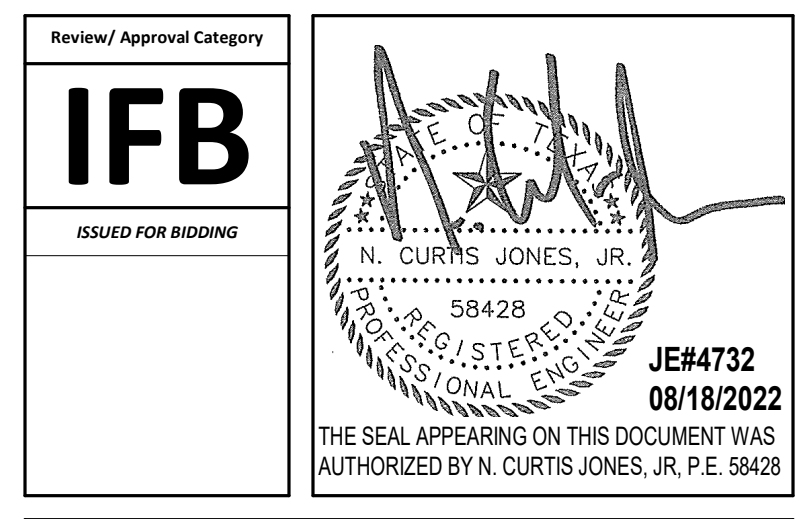 Review/ Approval Category
IFB
ISSUED FOR BIDDING
STATE OF TEXAS
N. CURTIS JONES, JR.
58428
REGISTERED
PROFESSIONAL ENGINEER
JE#4732
08/18/2022
THE SEAL APPEARING ON THIS DOCUMENT WAS
AUTHORIZED BY N. CURTIS JONES, JR, P.E. 58428